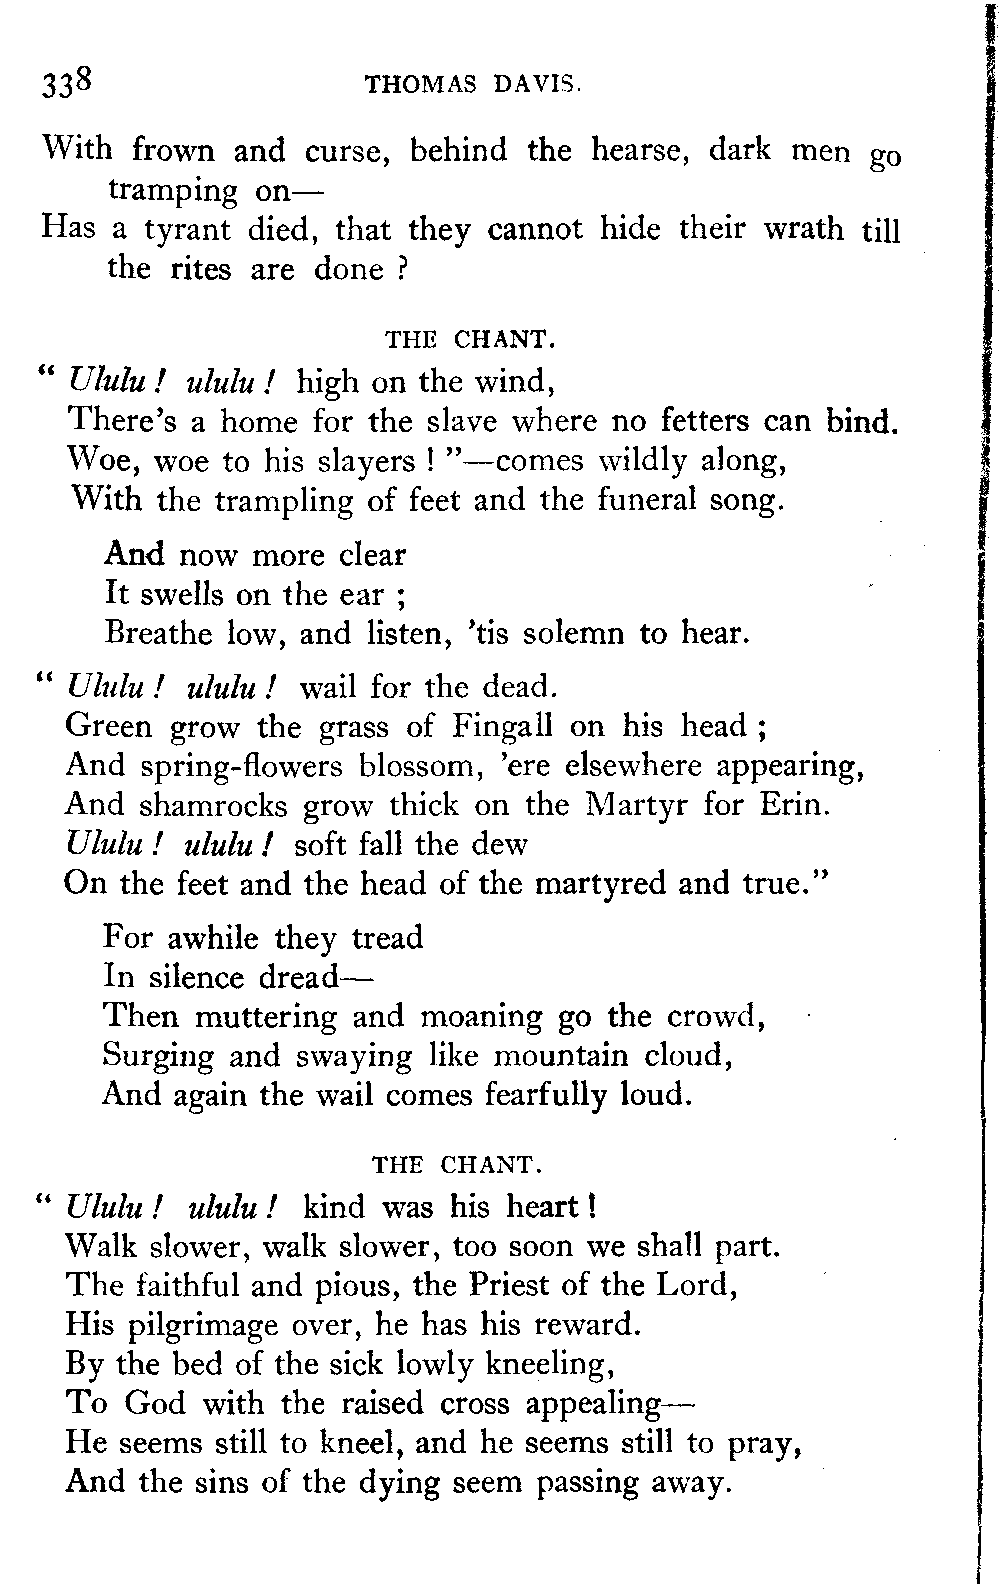 338 THOMAS DAVIS.
With frown and curse, behind the hearse, dark men go
tramping on—
Has a tyrant died, that they cannot hide their wrath till
the rites are done ?
THE CHANT.
“ Ululu ! ululu ! high on the wind,
There’s a home for the slave where no fetters can bind.
Woe, woe to his slayers ! ”—comes wildly along,
With the trampling of feet and the funeral song.
And now more clear
It swells on the ear ;
Breathe low, and listen, ’tis solemn to hear.
“ Ululu ! ululu ! wail for the dead.
Green grow the grass of Fingall on his head ;
And spring-flowers blossom, ’ere elsewhere appearing,
And shamrocks grow thick on the Martyr for Erin.
Ululu ! ululu ! soft fall the dew
On the feet and the head of the martyred and true.”
For awhile they tread
In silence dread—
Then muttering and moaning go the crowd,
Surging and swaying like mountain cloud,
And again the wail comes fearfully loud.
THE CHANT.
“ Ululu ! ululu ! kind was his heart !
Walk slower, walk slower, too soon we shall part.
The faithful and pious, the Priest of the Lord,
His pilgrimage over, he has his reward.
By the bed of the sick lowly kneeling,
To God with the raised cross appealing—
He seems still to kneel, and he seems still to pray,
And the sins of the dying seem passing away.